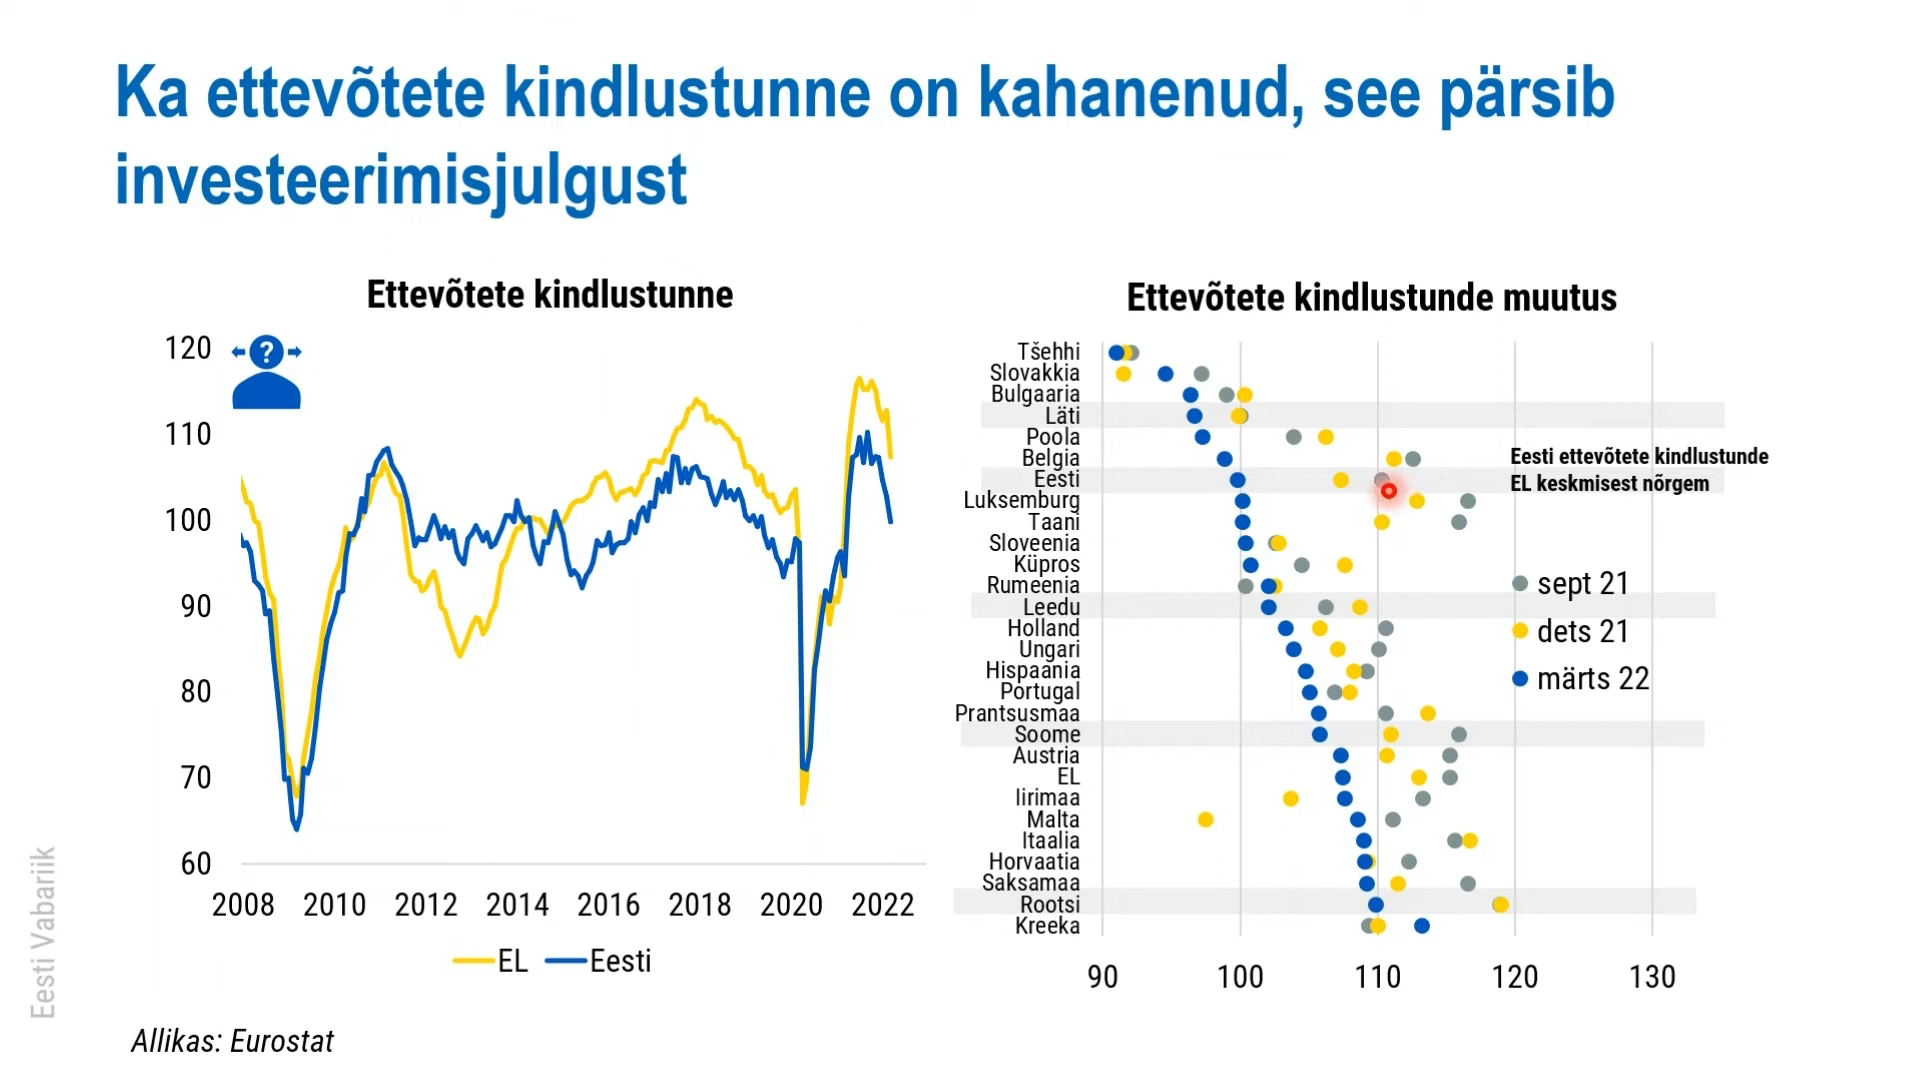 Ka ettevõtete kindlustunne on kahanenud, see pärsib
investeerimisjulgust
Ettevõtete kindlustunne
120
110
100
90
80
70
60
2008 2010 2012 2014 2016 2018 2020 2022
EL Eesti
?
Ettevõtete kindlustunde muutus
Tšehhi
Slovakkia
Bulgaaria
Läti
Poola
Belgia
Eesti
Luksemburg
Taani
Sloveenia
Küpros
Rumeenia
Leedu
Holland
Ungari
Hispaania
Portugal
Prantsusmaa
Soome
Austria
EL
Iirimaa
Malta
Itaalia
Horvaatia
Saksamaa
Rootsi
Kreeka
90 100 110 120 130
Eesti ettevõtete kindlustunde
EL keskmisest nõrgem
sept 21
dets 21
märts 22
Eesti Vabariik
Allikas: Eurostat